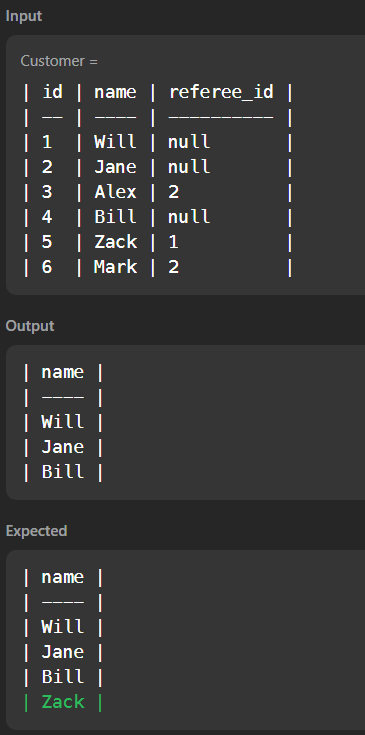 Input
Customer =
| id | name | referee_id |
| -- | ---- | ---------- |
| 1  | Will | null       |
| 2  | Jane | null       |
| 3  | Alex | 2          |
| 4  | Bill | null       |
| 5  | Zack | 1          |
| 6  | Mark | 2          |
Output
| name |
| ---- |
| Will |
| Jane |
| Bill |
Expected
| name |
| ---- |
| Will |
| Jane |
| Bill |
| Zack |